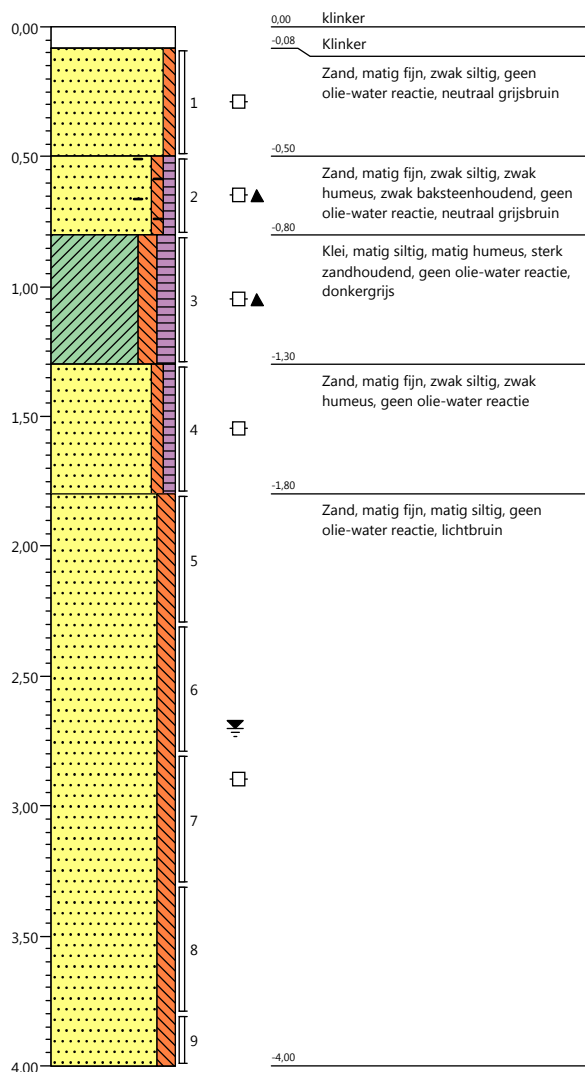 0,00
0,50
1,00
1,50
2,00
2,50
3,00
3,50
4,00
1
2
3
4
5
6
7
8
9
0,00 klinker
-0,08 Klinker
Zand, matig fijn, zwak siltig, geen
olie-water reactie, neutraal grijsbruin
-0,50
Zand, matig fijn, zwak siltig, zwak
humeus, zwak baksteenhoudend, geen
olie-water reactie, neutraal grijsbruin
-0,80
Klei, matig siltig, matig humeus, sterk
zandhoudend, geen olie-water reactie,
donkergrijs
-1,30
Zand, matig fijn, zwak siltig, zwak
humeus, geen olie-water reactie
-1,80
Zand, matig fijn, matig siltig, geen
olie-water reactie, lichtbruin
-4,00